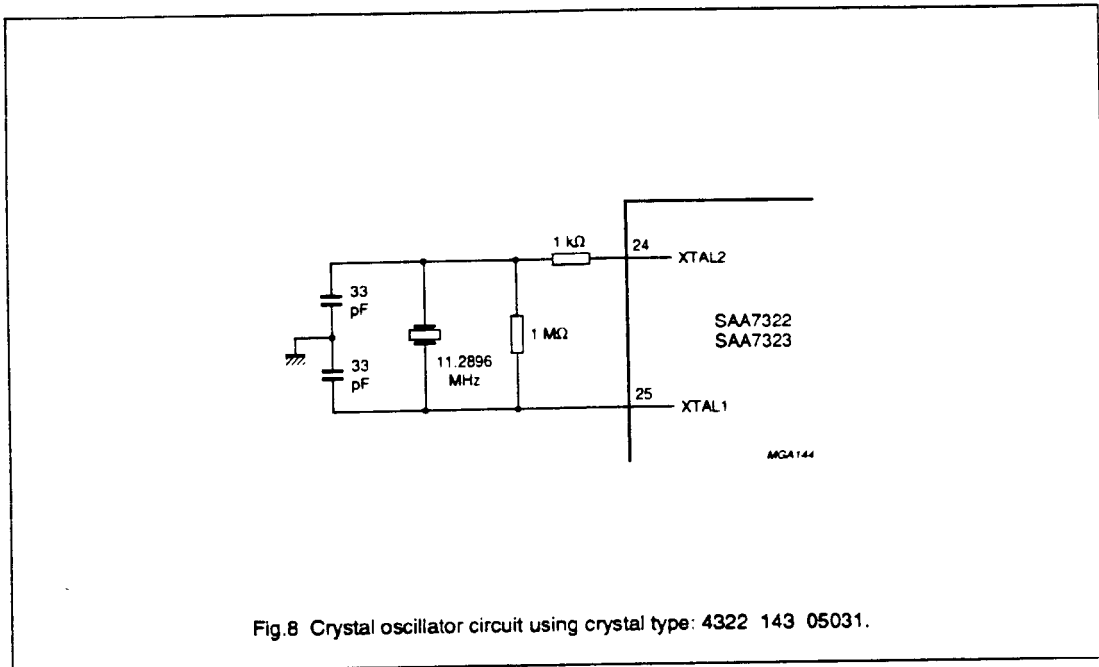 1 kΩ
24
XTAL2
33
pF
SAA7322
SAA7323
1 MΩ
11.2896
MHz
33
pF
25
XTAL1
MGA144
Fig.8 Crystal oscillator circuit using crystal type: 4322 143 05031.